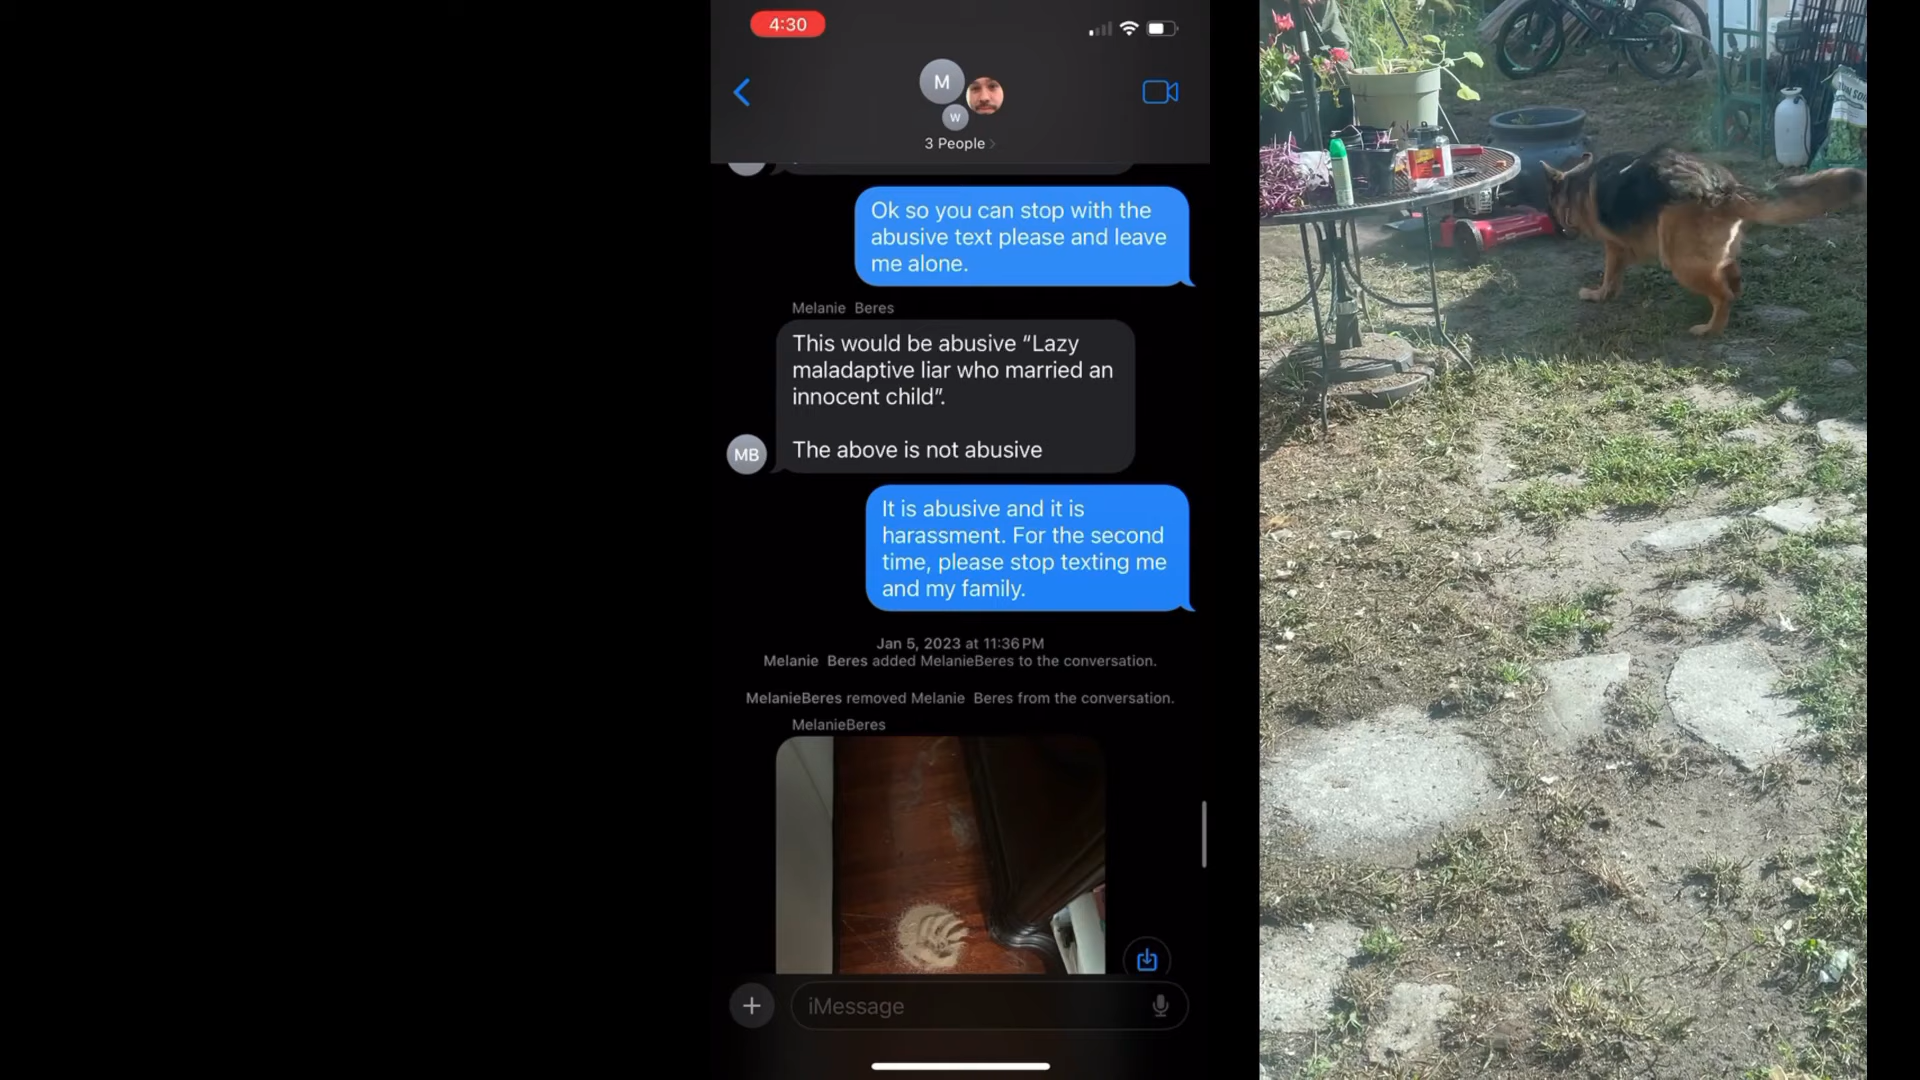 4:30
M
W
3 People
Ok so you can stop with the
abusive text please and leave
me alone.
Melanie Beres
This would be abusive “Lazy
maladaptive liar who married an
innocent child”.
The above is not abusive
MB
It is abusive and it is
harassment. For the second
time, please stop texting me
and my family.
Jan 5, 2023 at 11:36 PM
Melanie Beres added MelanieBeres to the conversation.
MelanieBeres removed Melanie Beres from the conversation.
MelanieBeres
iMessage